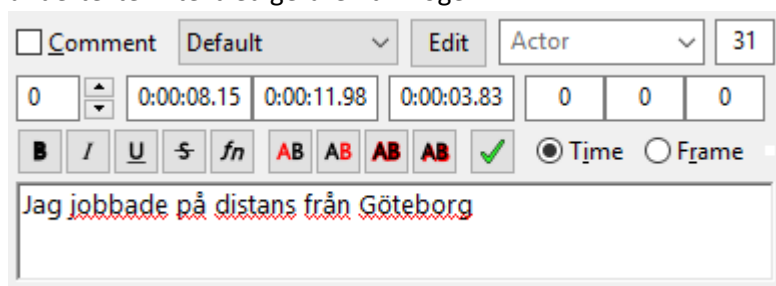 Comment Default Edit Actor 31
0 0:00:08.15 0:00:11.98 0:00:03.83 0 0 0
B I U S fn AB AB AB AB Time Frame
Jag jobbade på distans från Göteborg